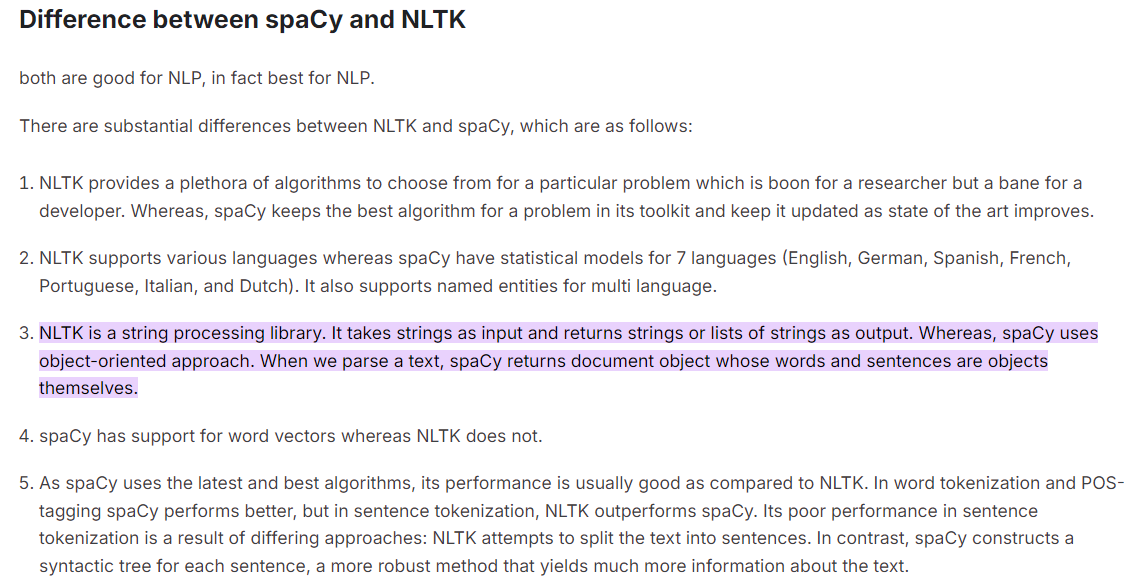 Difference between spaCy and NLTK
both are good for NLP, in fact best for NLP.
There are substantial differences between NLTK and spaCy, which are as follows:
1. NLTK provides a plethora of algorithms to choose from for a particular problem which is boon for a researcher but a bane for a
developer. Whereas, spaCy keeps the best algorithm for a problem in its toolkit and keep it updated as state of the art improves.
2. NLTK supports various languages whereas spaCy have statistical models for 7 languages (English, German, Spanish, French,
Portuguese, Italian, and Dutch). It also supports named entities for multi language.
3. NLTK is a string processing library. It takes strings as input and returns strings or lists of strings as output. Whereas, spaCy uses
object-oriented approach. When we parse a text, spaCy returns document object whose words and sentences are objects
themselves.
4. spaCy has support for word vectors whereas NLTK does not.
5. As spaCy uses the latest and best algorithms, its performance is usually good as compared to NLTK. In word tokenization and POS-
tagging spaCy performs better, but in sentence tokenization, NLTK outperforms spaCy. Its poor performance in sentence
tokenization is a result of differing approaches: NLTK attempts to split the text into sentences. In contrast, spaCy constructs a
syntactic tree for each sentence, a more robust method that yields much more information about the text.